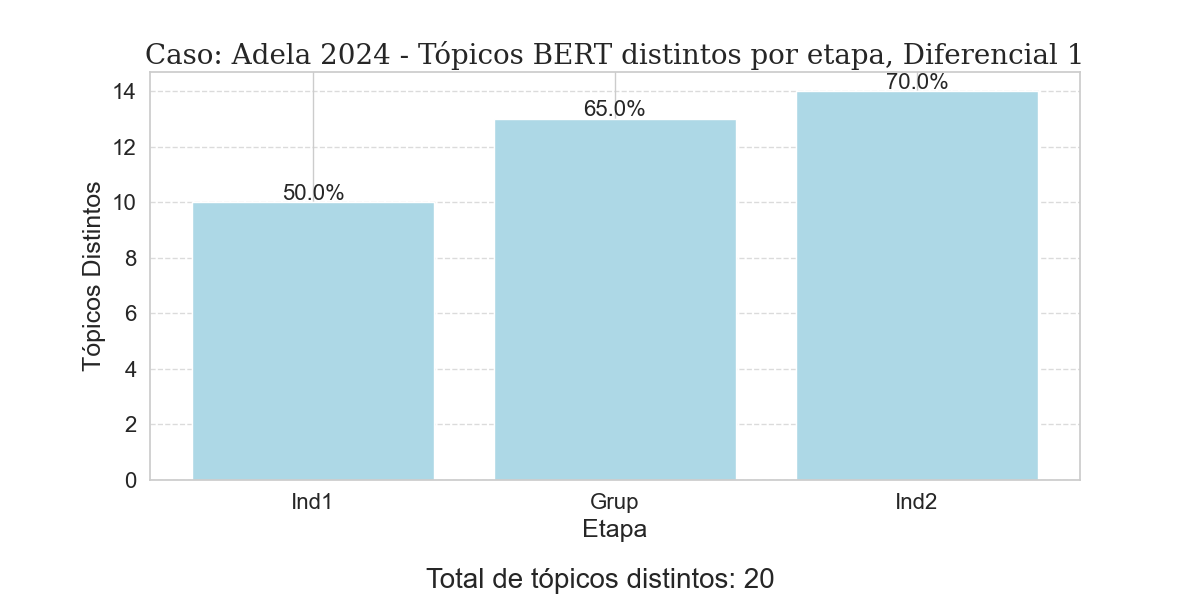 Caso: Adela 2024 - Tópicos BERT distintos por etapa, Diferencial 1
Tópicos Distintos
14
12
10
8
6
4
2
0
50.0%
65.0%
70.0%
Ind1
Grup
Ind2
Etapa
Total de tópicos distintos: 20